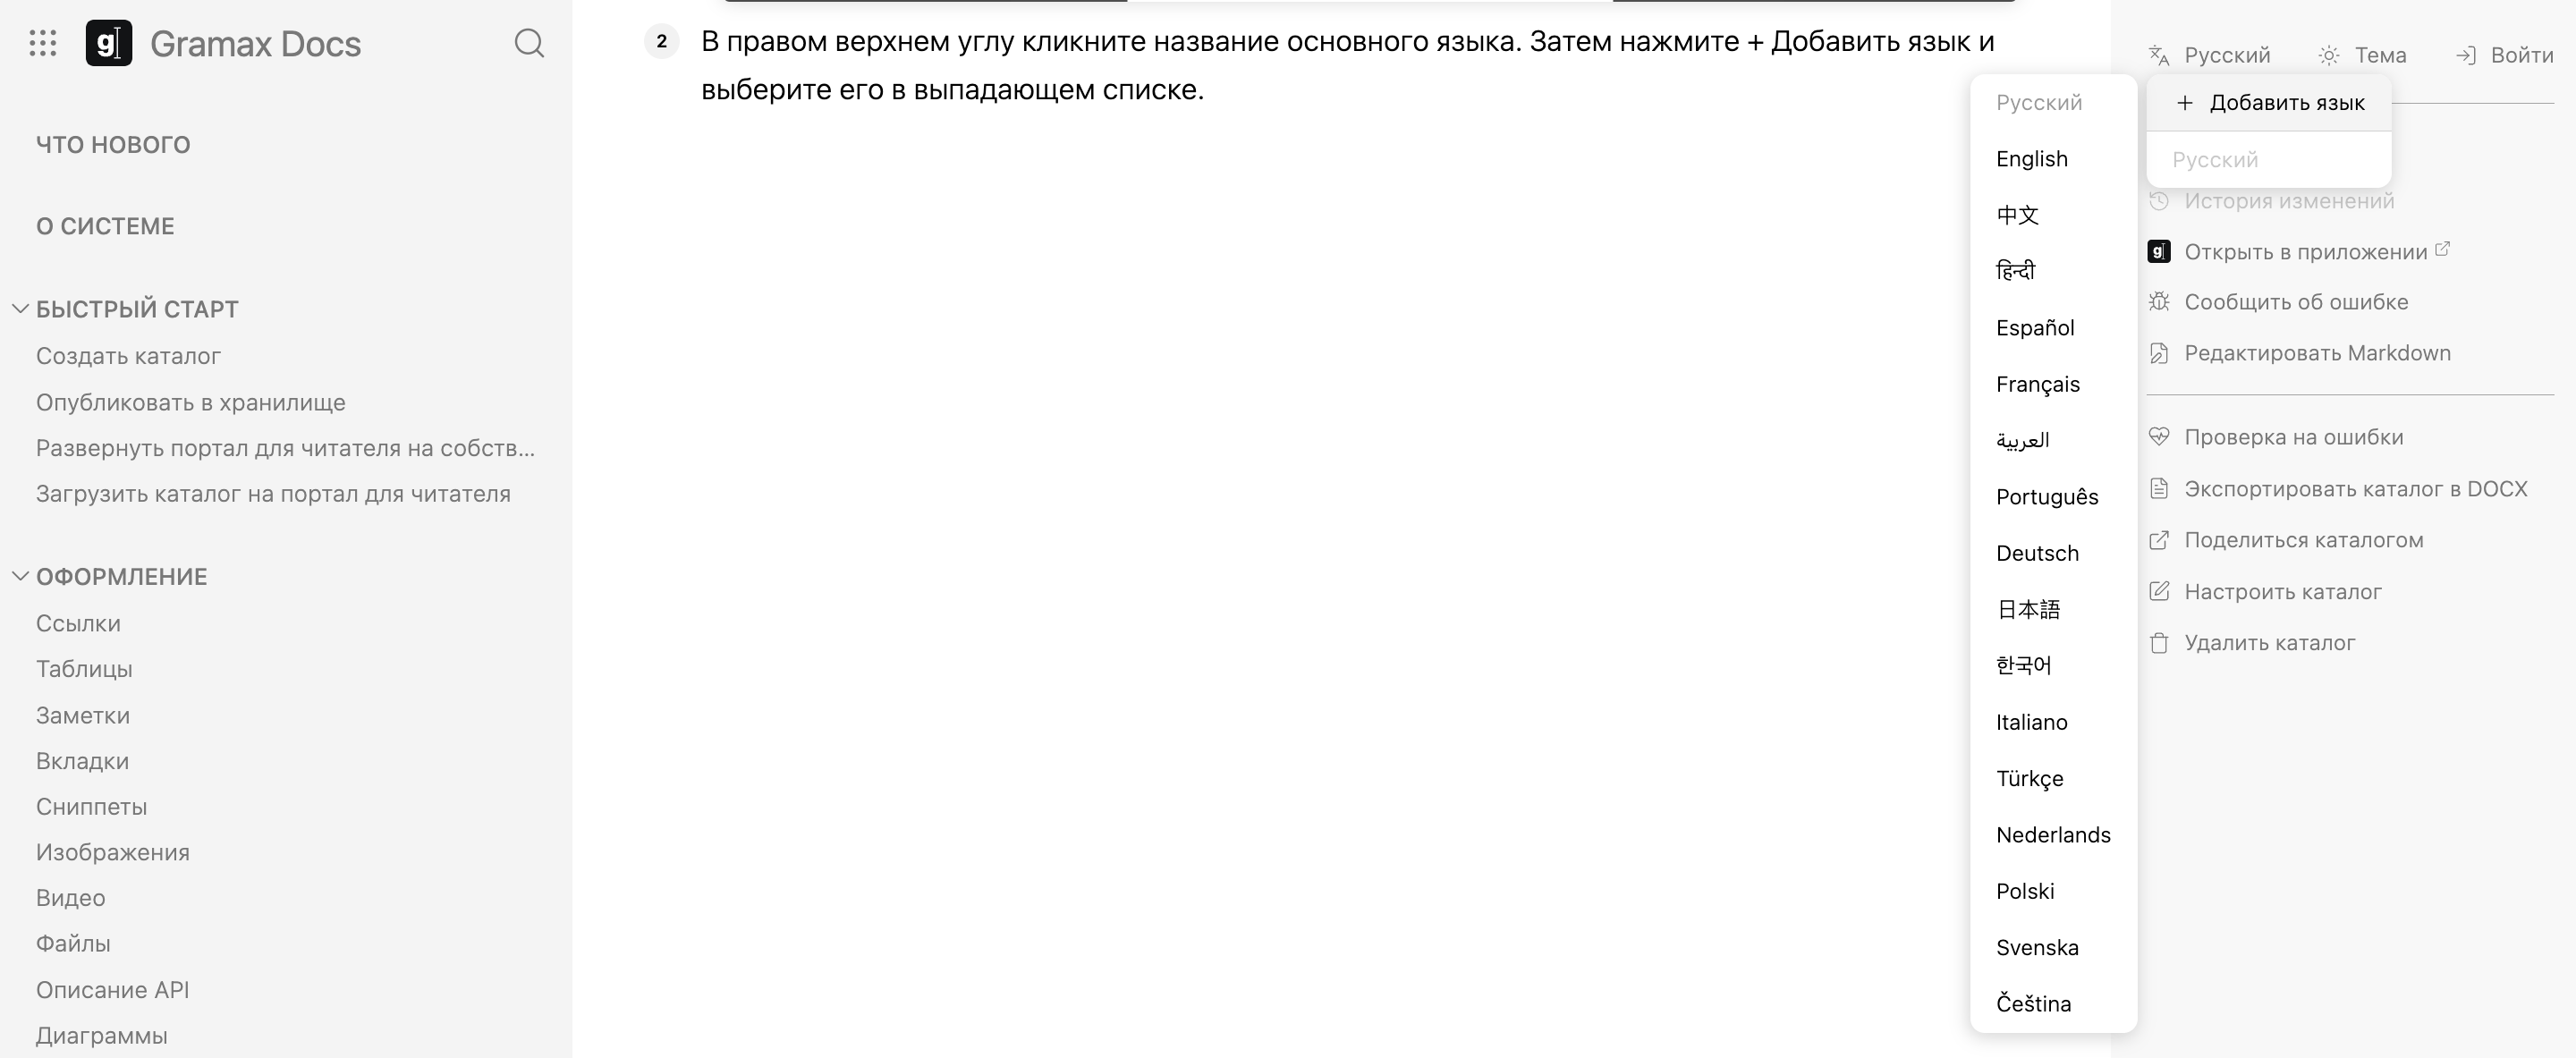 Gramax Docs
ЧТО НОВОГО
О СИСТЕМЕ
БЫСТРЫЙ СТАРТ
Создать каталог
Опубликовать в хранилище
Развернуть портал для читателя на собств...
Загрузить каталог на портал для читателя
ОФОРМЛЕНИЕ
Ссылки
Таблицы
Заметки
Вкладки
Сниппеты
Изображения
Видео
Файлы
Описание API
Диаграммы
2 В правом верхнем углу кликните название основного языка. Затем нажмите + Добавить язык и
выберите его в выпадающем списке.
Русский
English
中文
हिन्दी
Español
Français
العربية
Português
Deutsch
日本語
한국어
Italiano
Türkçe
Nederlands
Polski
Svenska
Čeština
Русский Тема Войти
+ Добавить язык
Русский
История изменений
g Открыть в приложении
Сообщить об ошибке
Редактировать Markdown
Проверка на ошибки
Экспортировать каталог в DOCX
Поделиться каталогом
Настроить каталог
Удалить каталог